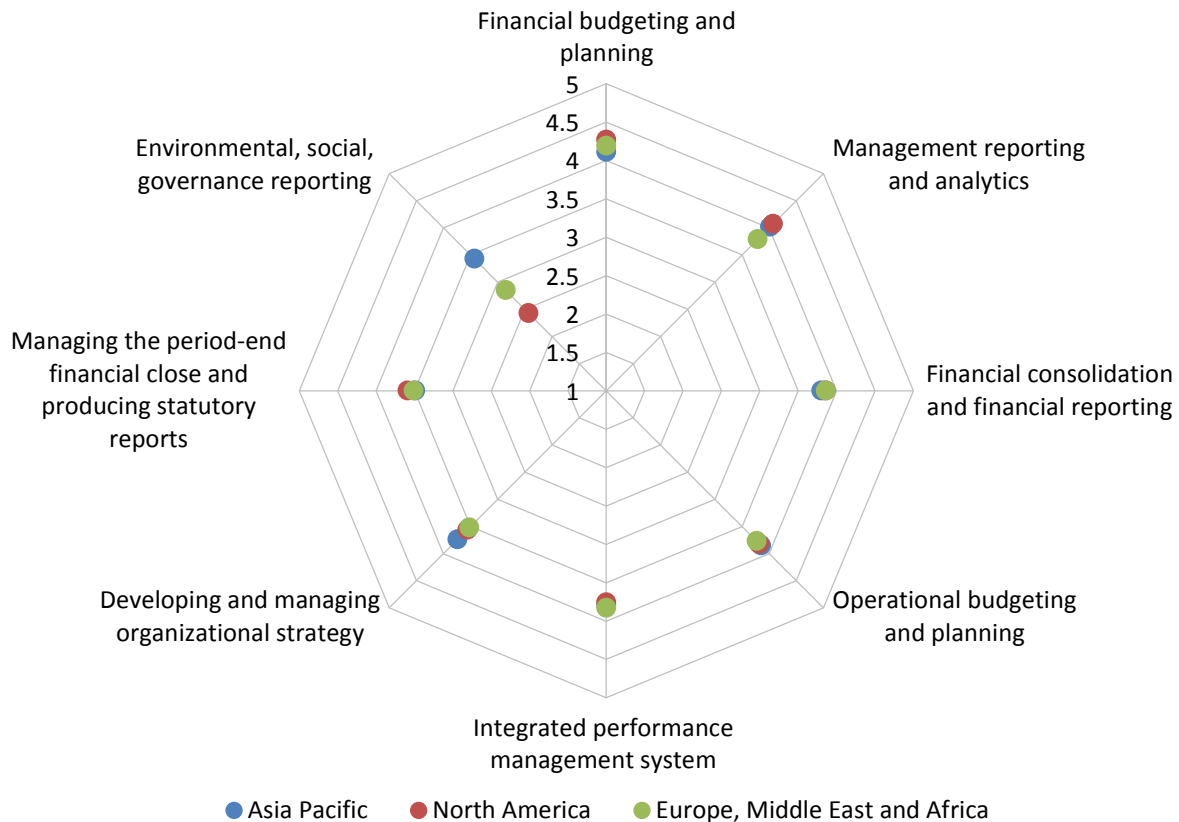 Financial budgeting and
planning
Management reporting
and analytics
Financial consolidation
and financial reporting
Operational budgeting
and planning
Integrated performance
management system
Developing and managing
organizational strategy
Managing the period-end
financial close and
producing statutory
reports
Environmental, social,
governance reporting
5
4.5
4
3.5
3
2.5
2
1.5
1
Asia Pacific
North America
Europe, Middle East and Africa